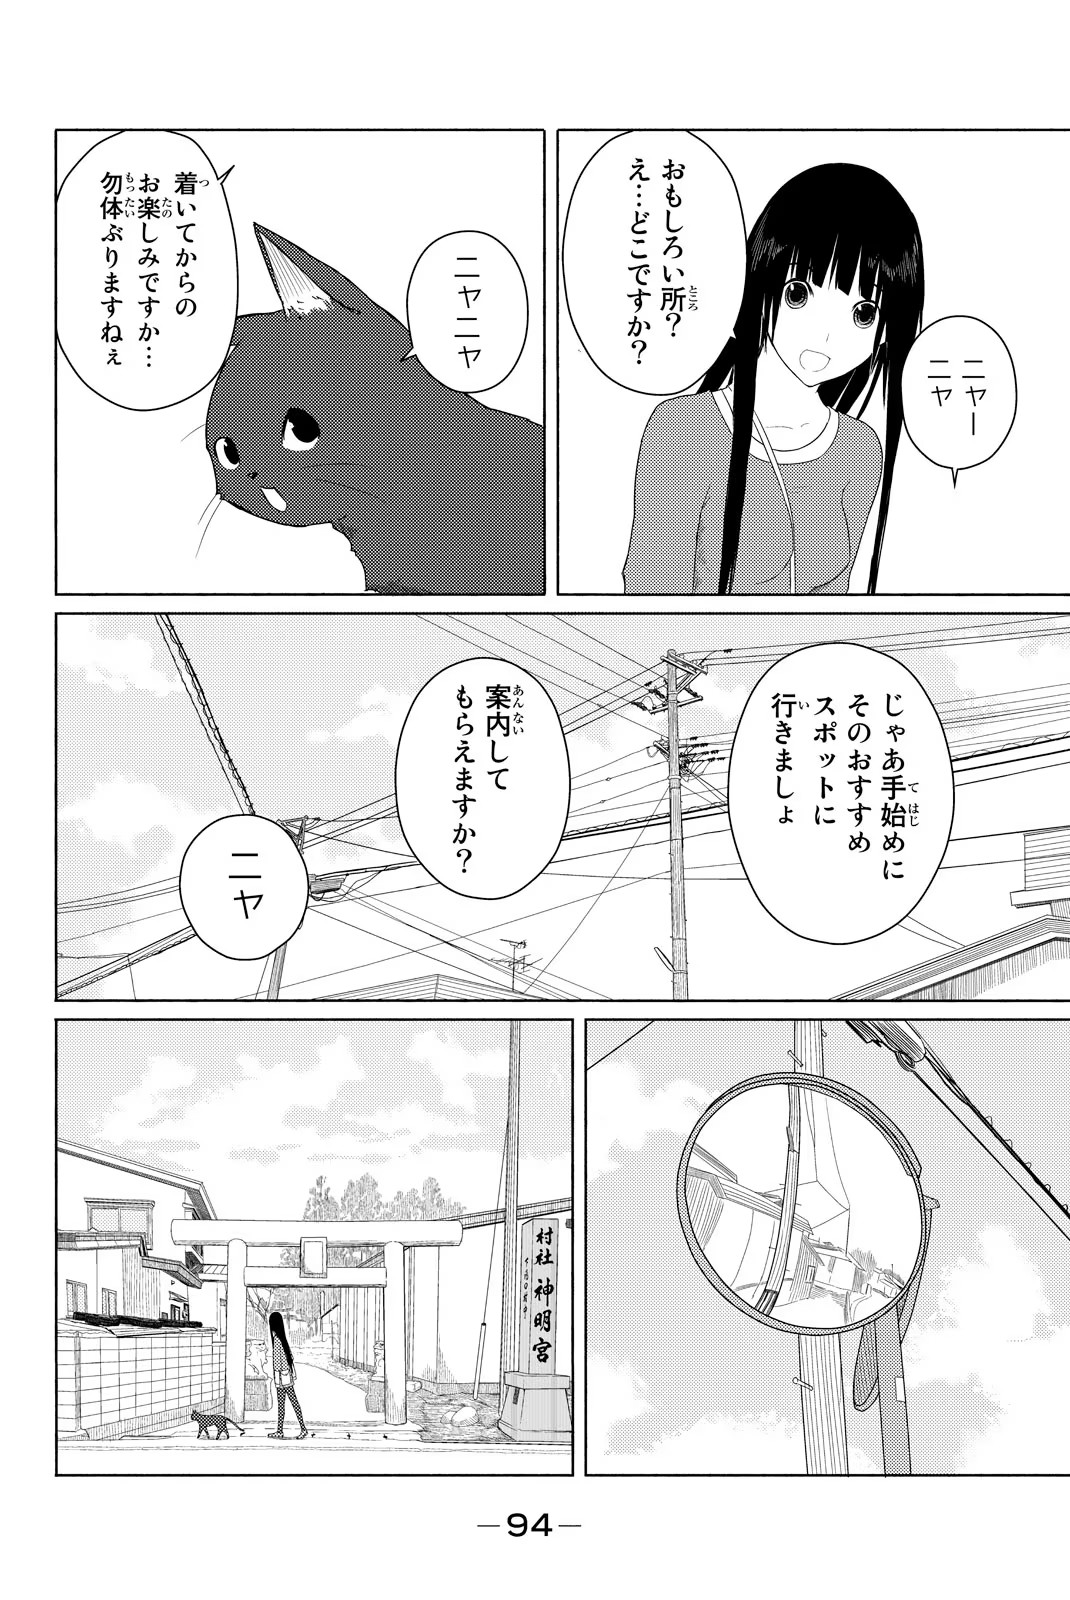 ニャー
ニャ
おもしろい所？
え…どこですか？
ニャニャ
着いてからの
お楽しみですか…
勿体ぶりますねぇ
じゃあ手始めに
そのおすすめ
スポットに
行きましょ
案内して
もらえますか？
ニャ
村社 神明宮
—94—